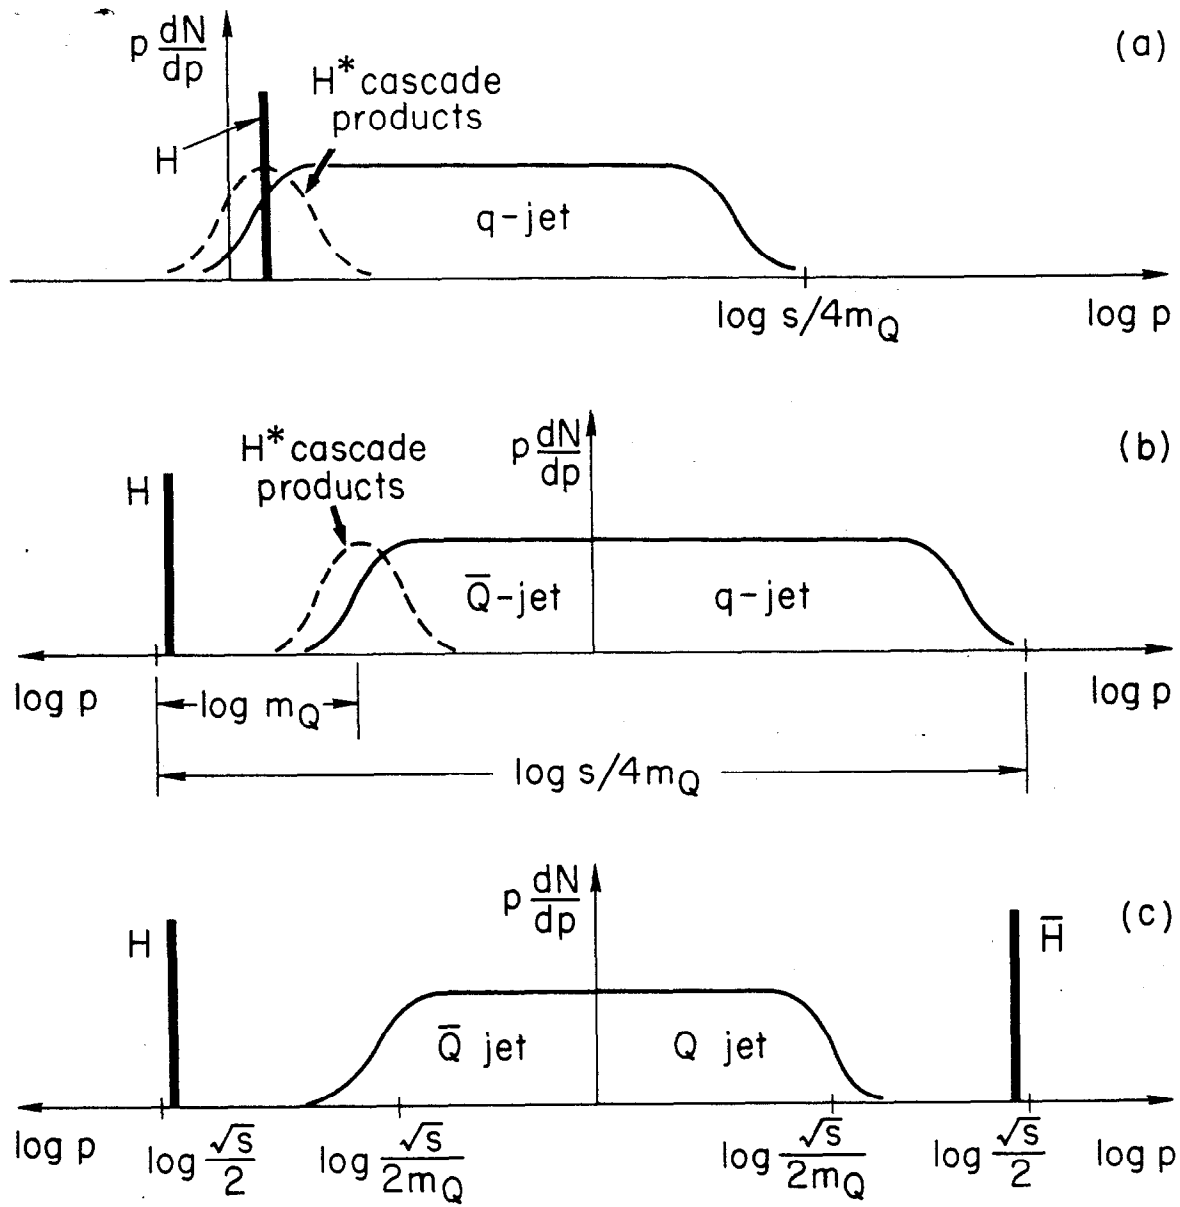 (a)
p dN/dp
H* cascade
products
H
q-jet
log s/4m_Q
log p
(b)
p dN/dp
H* cascade
products
H
Q̅-jet
q-jet
log p
log m_Q
log p
log s/4m_Q
(c)
p dN/dp
H
H̅
Q̅ jet
Q jet
log p
log √s/2
log √s/2m_Q
log √s/2m_Q
log √s/2
log p